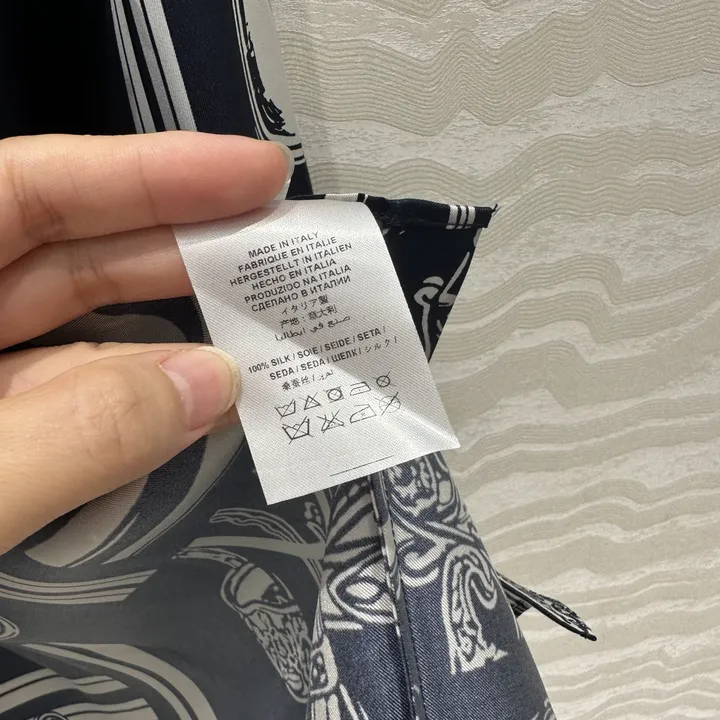 MADE IN ITALY
FABRIQUE EN ITALIE
HERGESTELLT IN ITALIEN
HECHO EN ITALIA
PRODUZIDO NA ITALIA
СДЕЛАНО В ИТАЛИИ
イタリア製
产地：意大利
صنع في ايطاليا
100% SILK / SOIE / SEIDE / SETA /
SEDA / SEDA / ШЕЛК / シルク /
桑蚕丝 / حرير